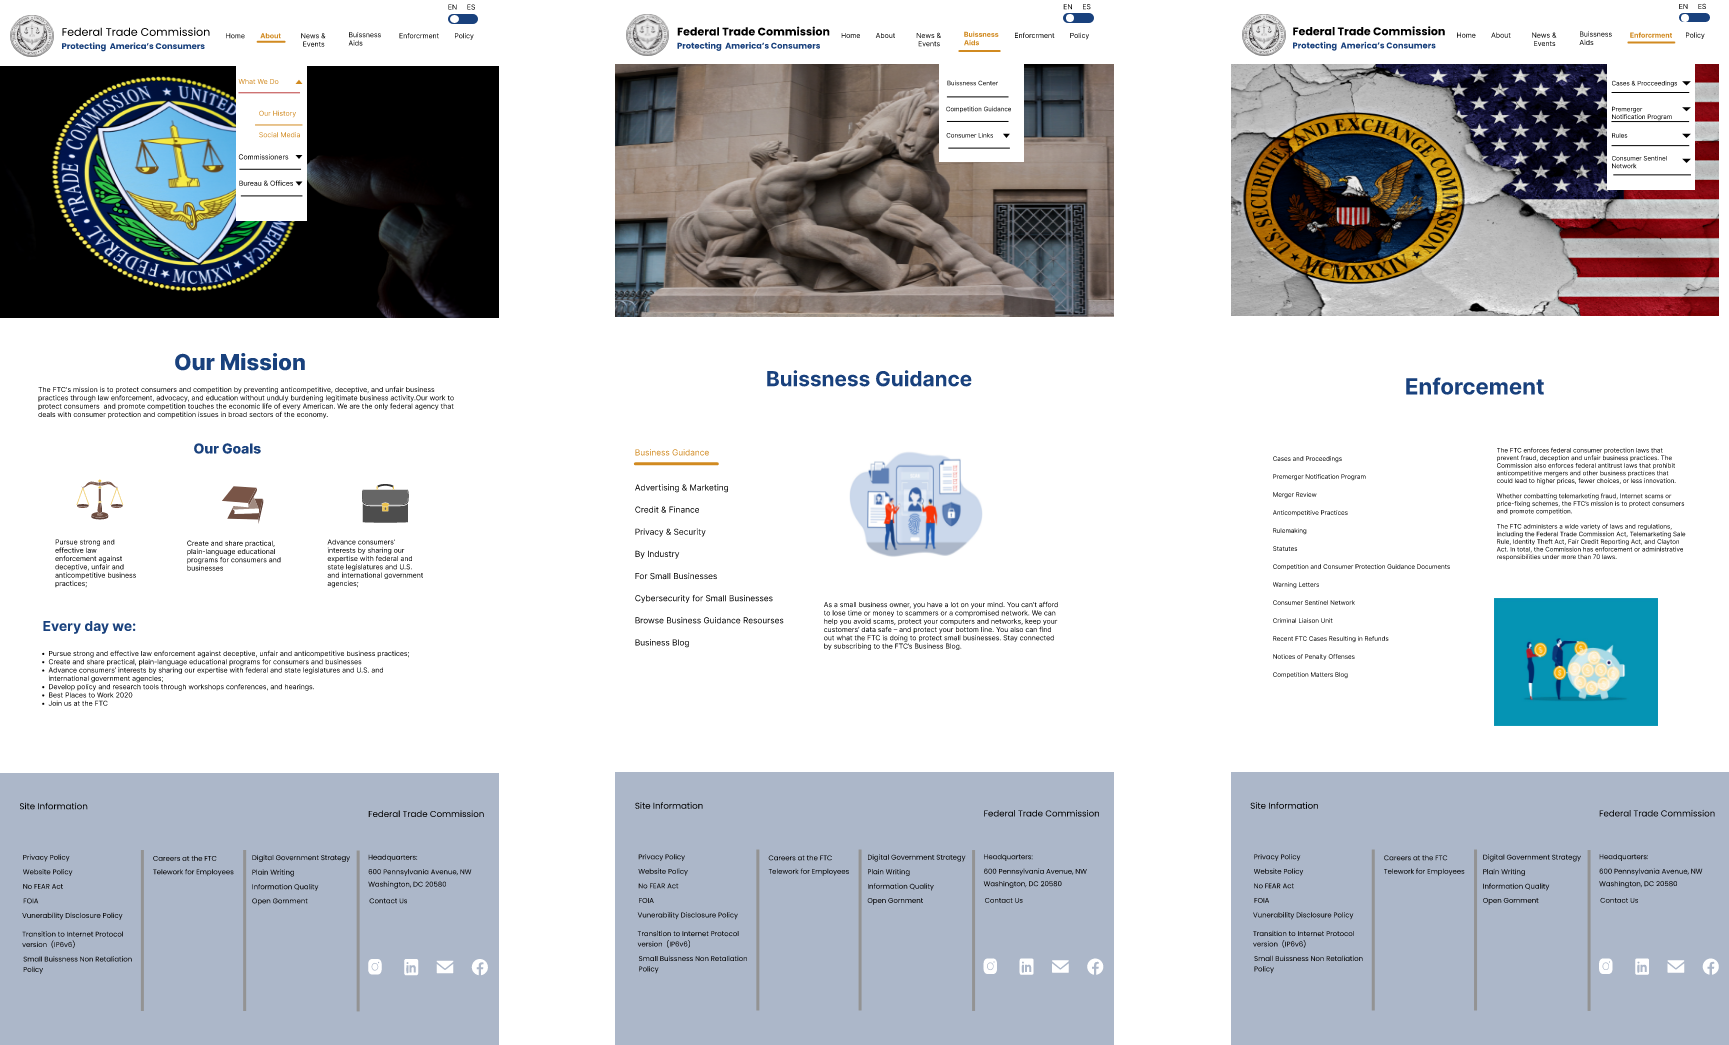 EN ES
Federal Trade Commission
Protecting America's Consumers
Home
About
News &
Events
Buissness
Aids
Enforcrment
Policy
FEDERAL TRADE COMMISSION • UNITED
AMERICA
MCMXV
What We Do
Our History
Social Media
Commissioners
Bureau & Offices
Our Mission
The FTC's mission is to protect consumers and competition by preventing anticompetitive, deceptive, and unfair business
practices through law enforcement, advocacy, and education without unduly burdening legitimate business activity.Our work to
protect consumers and promote competition touches the economic life of every American. We are the only federal agency that
deals with consumer protection and competition issues in broad sectors of the economy.
Our Goals
Pursue strong and
effective law
enforcement against
deceptive, unfair and
anticompetitive business
practices;
Create and share practical,
plain-language educational
programs for consumers and
businesses
Advance consumers'
interests by sharing our
expertise with federal and
state legislatures and U.S.
and international government
agencies;
Every day we:
• Pursue strong and effective law enforcement against deceptive, unfair and anticompetitive business practices;
• Create and share practical, plain-language educational programs for consumers and businesses
• Advance consumers' interests by sharing our expertise with federal and state legislatures and U.S. and
international government agencies;
• Develop policy and research tools through workshops conferences, and hearings.
• Best Places to Work 2020
• Join us at the FTC
Site Information
Federal Trade Commission
Privacy Policy
Website Policy
No FEAR Act
FOIA
Vunerability Disclosure Policy
Transition to Internet Protocol
version (IP6v6)
Small Buissness Non Retaliation
Policy
Careers at the FTC
Telework for Employees
Digital Government Strategy
Plain Writing
Information Quality
Open Gornment
Headquarters:
600 Pennsylvania Avenue, NW
Washington, DC 20580
Contact Us
EN ES
Federal Trade Commission
Protecting America's Consumers
Home
About
News &
Events
Buissness
Aids
Enforcrment
Policy
Buissness Center
Competition Guidance
Consumer Links
Buissness Guidance
Business Guidance
Advertising & Marketing
Credit & Finance
Privacy & Security
By Industry
For Small Businesses
Cybersecurity for Small Businesses
Browse Business Guidance Resourses
Business Blog
As a small business owner, you have a lot on your mind. You can't afford
to lose time or money to scammers or a compromised network. We can
help you avoid scams, protect your computers and networks, keep your
customers' data safe – and protect your bottom line. You also can find
out what the FTC is doing to protect small businesses. Stay connected
by subscribing to the FTC's Business Blog.
Site Information
Federal Trade Commission
Privacy Policy
Website Policy
No FEAR Act
FOIA
Vunerability Disclosure Policy
Transition to Internet Protocol
version (IP6v6)
Small Buissness Non Retaliation
Policy
Careers at the FTC
Telework for Employees
Digital Government Strategy
Plain Writing
Information Quality
Open Gornment
Headquarters:
600 Pennsylvania Avenue, NW
Washington, DC 20580
Contact Us
EN ES
Federal Trade Commission
Protecting America's Consumers
Home
About
News &
Events
Buissness
Aids
Enforcrment
Policy
U.S. SECURITIES AND EXCHANGE COMMISSION
MCMXXXIV
Cases & Procceedings
Premerger
Notification Program
Rules
Consumer Sentinel
Network
Enforcement
Cases and Proceedings
Premerger Notification Program
Merger Review
Anticompetitive Practices
Rulemaking
Statutes
Competition and Consumer Protection Guidance Documents
Warning Letters
Consumer Sentinel Network
Criminal Liaison Unit
Recent FTC Cases Resulting in Refunds
Notices of Penalty Offenses
Competition Matters Blog
The FTC enforces federal consumer protection laws that
prevent fraud, deception and unfair business practices. The
Commission also enforces federal antitrust laws that prohibit
anticompetitive mergers and other business practices that
could lead to higher prices, fewer choices, or less innovation.
Whether combatting telemarketing fraud, Internet scams or
price-fixing schemes, the FTC's mission is to protect consumers
and promote competition.
The FTC administers a wide variety of laws and regulations,
including the Federal Trade Commission Act, Telemarketing Sale
Rule, Identity Theft Act, Fair Credit Reporting Act, and Clayton
Act. In total, the Commission has enforcement or administrative
responsibilities under more than 70 laws.
Site Information
Federal Trade Commission
Privacy Policy
Website Policy
No FEAR Act
FOIA
Vunerability Disclosure Policy
Transition to Internet Protocol
version (IP6v6)
Small Buissness Non Retaliation
Policy
Careers at the FTC
Telework for Employees
Digital Government Strategy
Plain Writing
Information Quality
Open Gornment
Headquarters:
600 Pennsylvania Avenue, NW
Washington, DC 20580
Contact Us